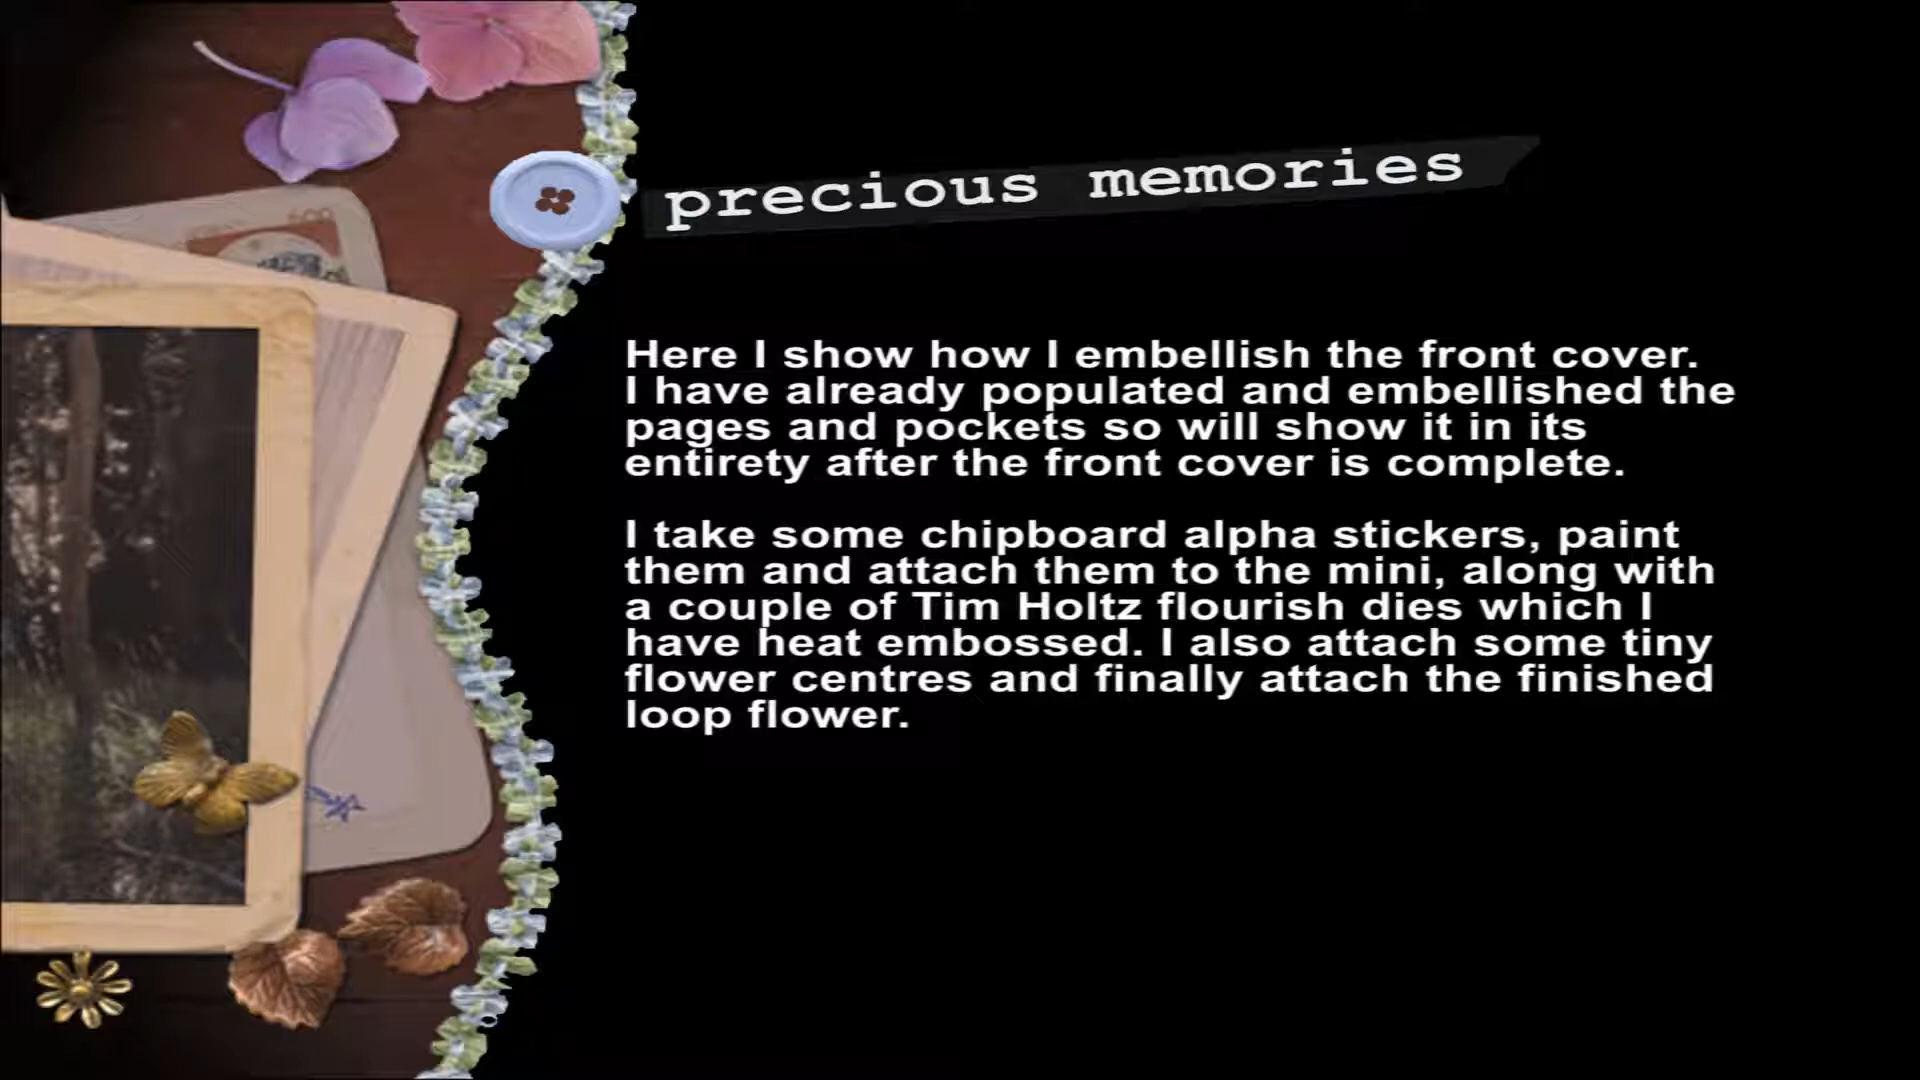 precious memories
Here I show how I embellish the front cover.
I have already populated and embellished the
pages and pockets so will show it in its
entirety after the front cover is complete.
I take some chipboard alpha stickers, paint
them and attach them to the mini, along with
a couple of Tim Holtz flourish dies which I
have heat embossed. I also attach some tiny
flower centres and finally attach the finished
loop flower.